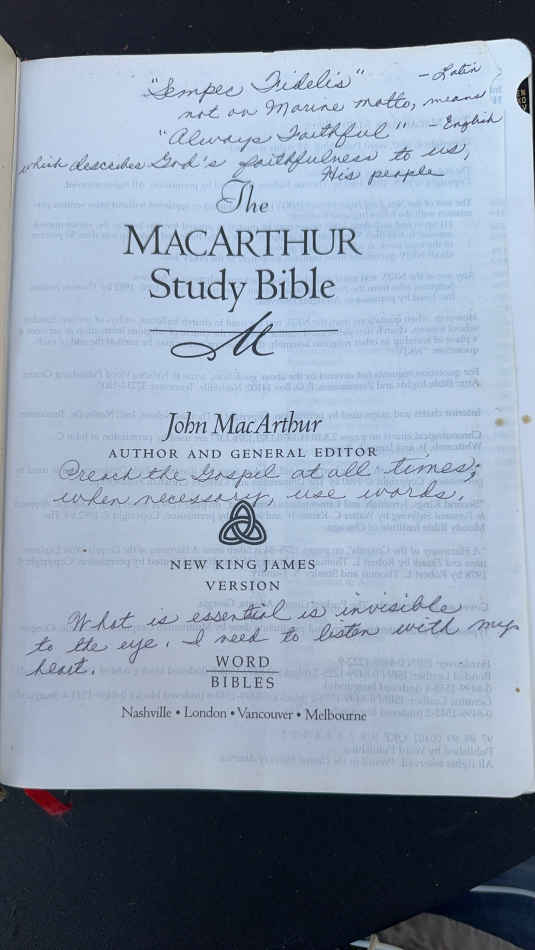 "Semper Fidelis" - Latin
not on Marine motto, means
"Always Faithful" - English
which describes God's faithfulness to us,
His people
The
MACARTHUR
Study Bible
M
John MacArthur
AUTHOR AND GENERAL EDITOR
Preach the Gospel at all times;
when necessary, use words.
NEW KING JAMES
VERSION
What is essential is invisible
to the eye. I need to listen with my
heart.
WORD
BIBLES
Nashville • London • Vancouver • Melbourne